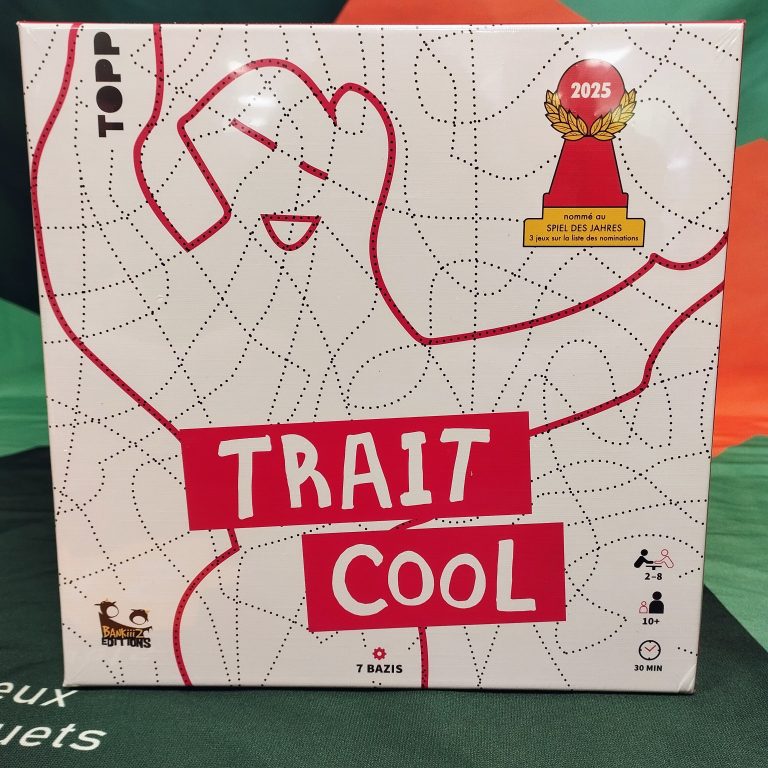 TOPP
2025
nommé au
SPIEL DES JAHRES
3 jeux sur la liste des nominations
TRAIT
COOL
2-8
10+
30 MIN
BANKiiiZ
EDITIONS
7 BAZIS
eux
uets